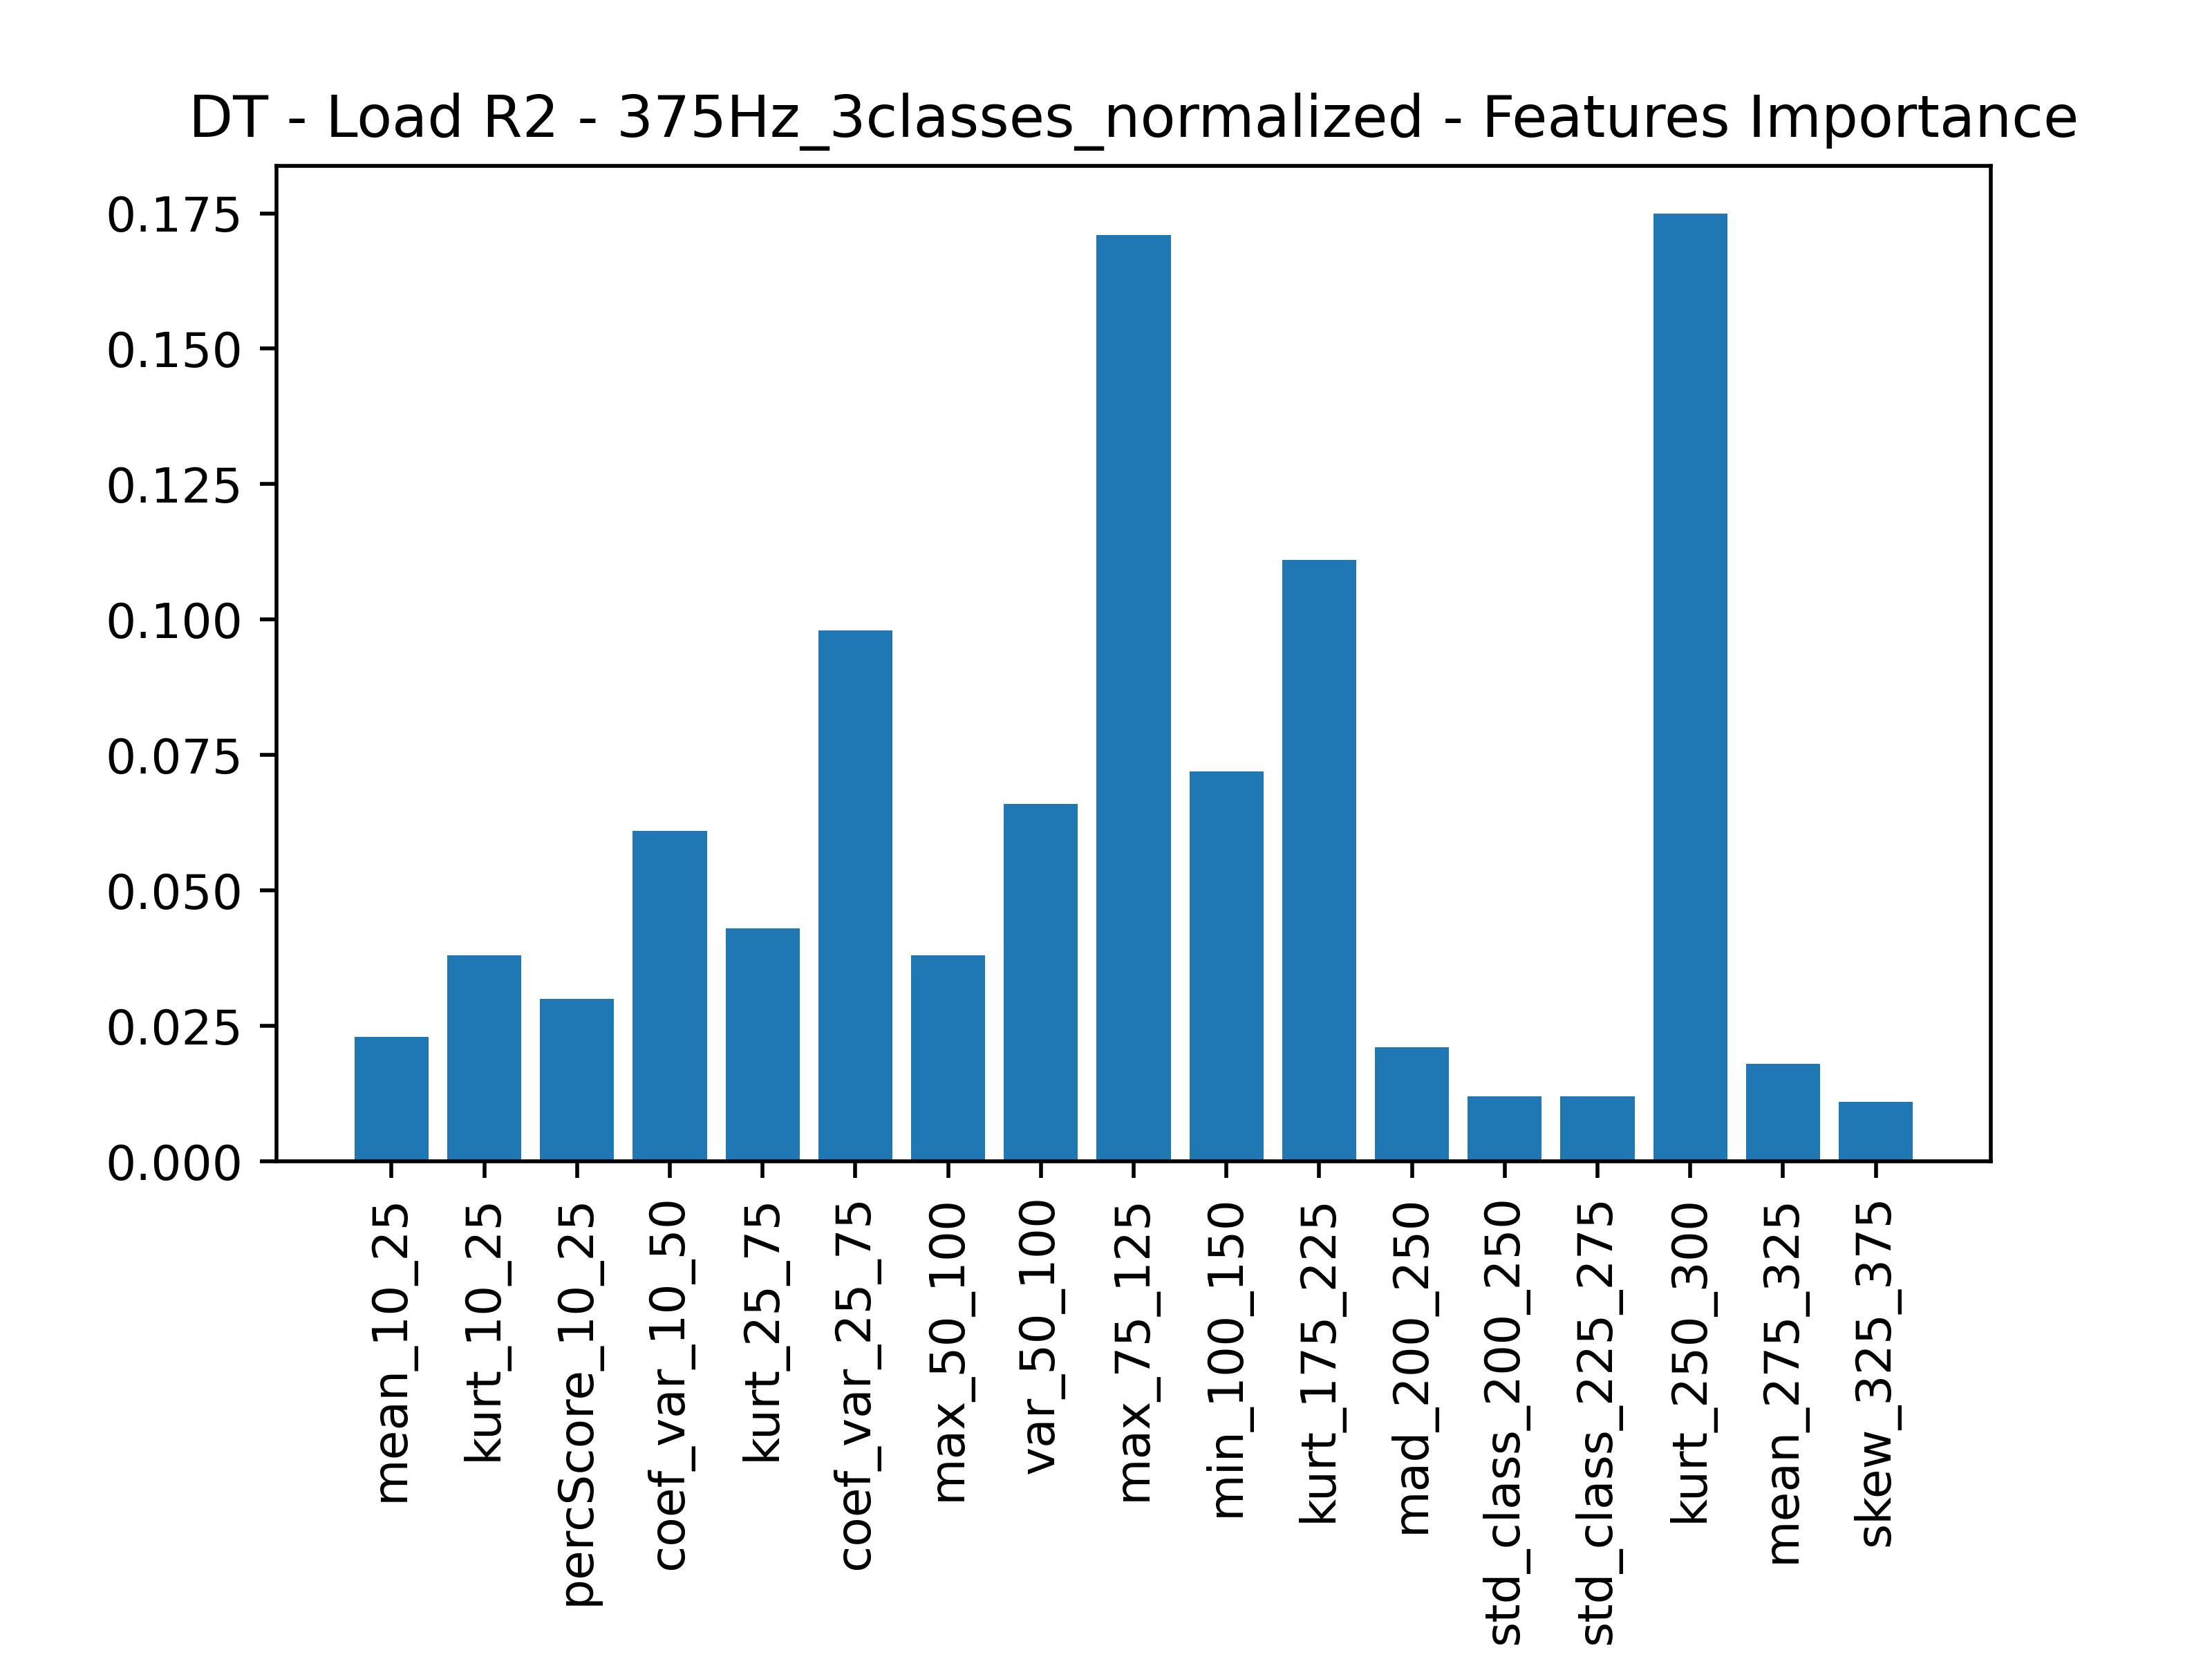 DT - Load R2 - 375Hz_3classes_normalized - Features Importance
0.175
0.150
0.125
0.100
0.075
0.050
0.025
0.000
mean_10_25
kurt_10_25
percScore_10_25
coef_var_10_50
kurt_25_75
coef_var_25_75
max_50_100
var_50_100
max_75_125
min_100_150
kurt_175_225
mad_200_250
std_class_200_250
std_class_225_275
kurt_250_300
mean_275_325
skew_325_375